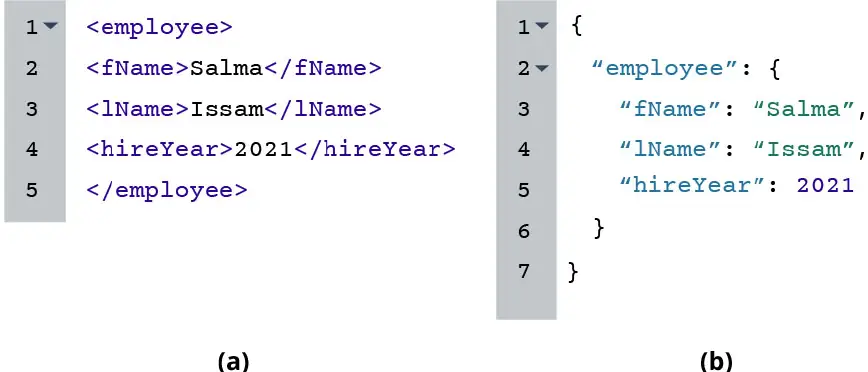 1 <employee>
2 <fName>Salma</fName>
3 <lName>Issam</lName>
4 <hireYear>2021</hireYear>
5 </employee>
(a)
1 {
2 “employee”: {
3 “fName”: “Salma”,
4 “lName”: “Issam”,
5 “hireYear”: 2021
6 }
7 }
(b)